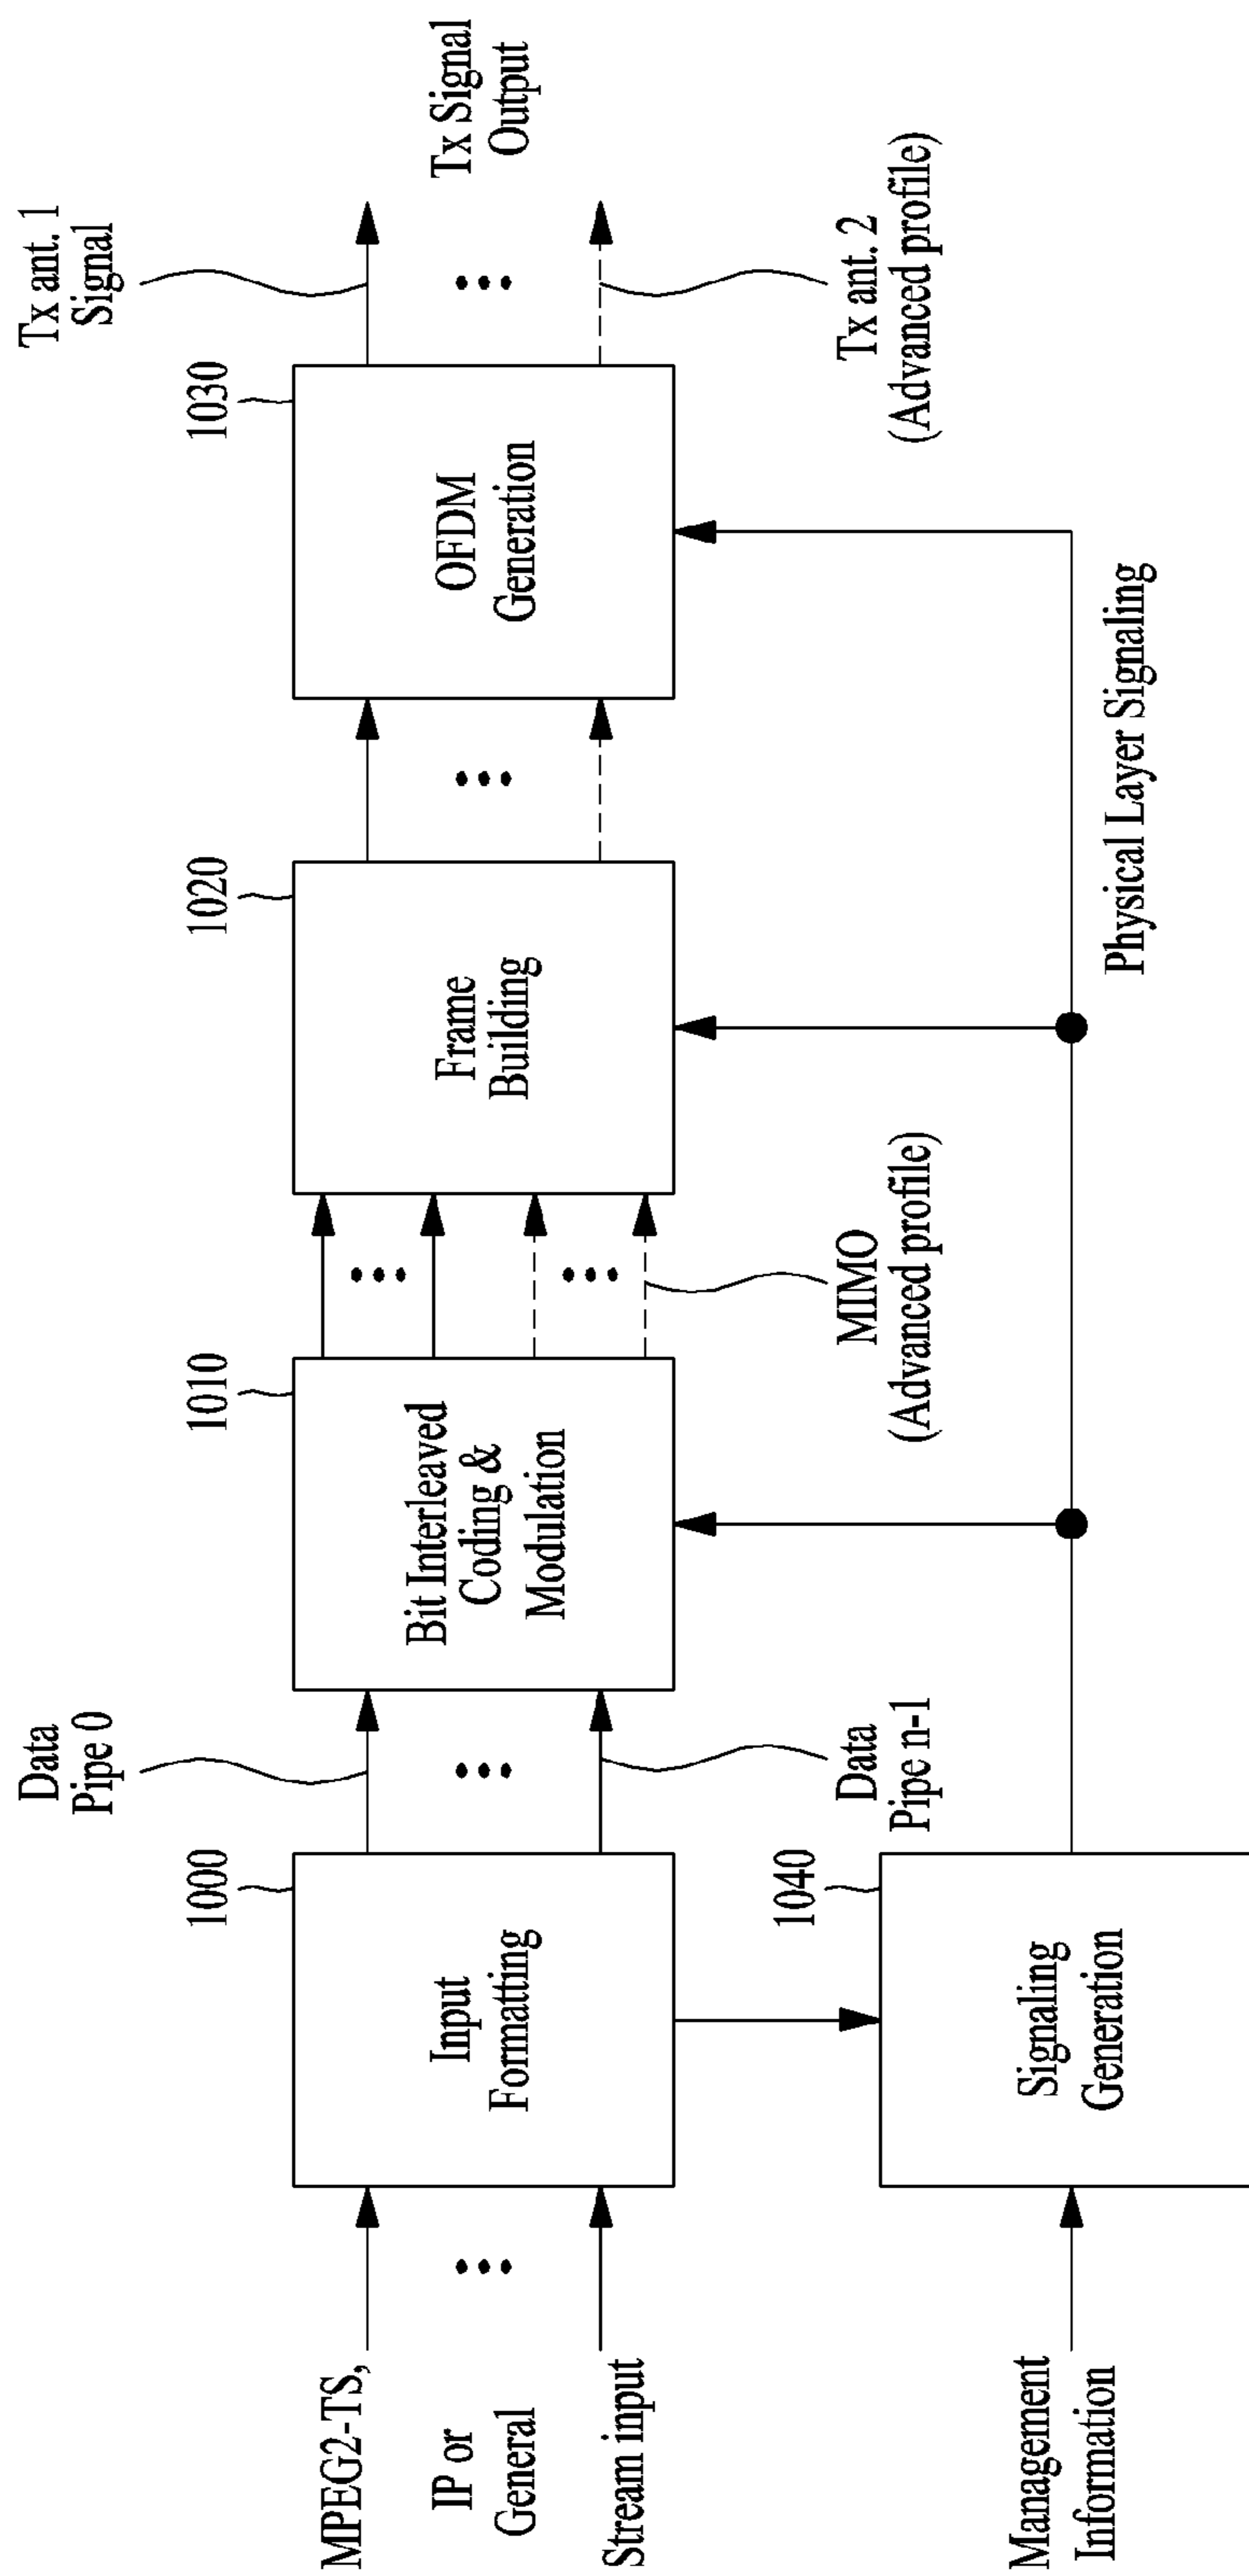 MPEG2-TS,
IP or
General
Stream input
Management
Information
1000
Input
Formatting
1040
Signaling
Generation
Data
Pipe 0
Data
Pipe n-1
1010
Bit Interleaved
Coding &
Modulation
MIMO
(Advanced profile)
1020
Frame
Building
Physical Layer Signaling
1030
OFDM
Generation
Tx ant. 1
Signal
Tx Signal
Output
Tx ant. 2
(Advanced profile)